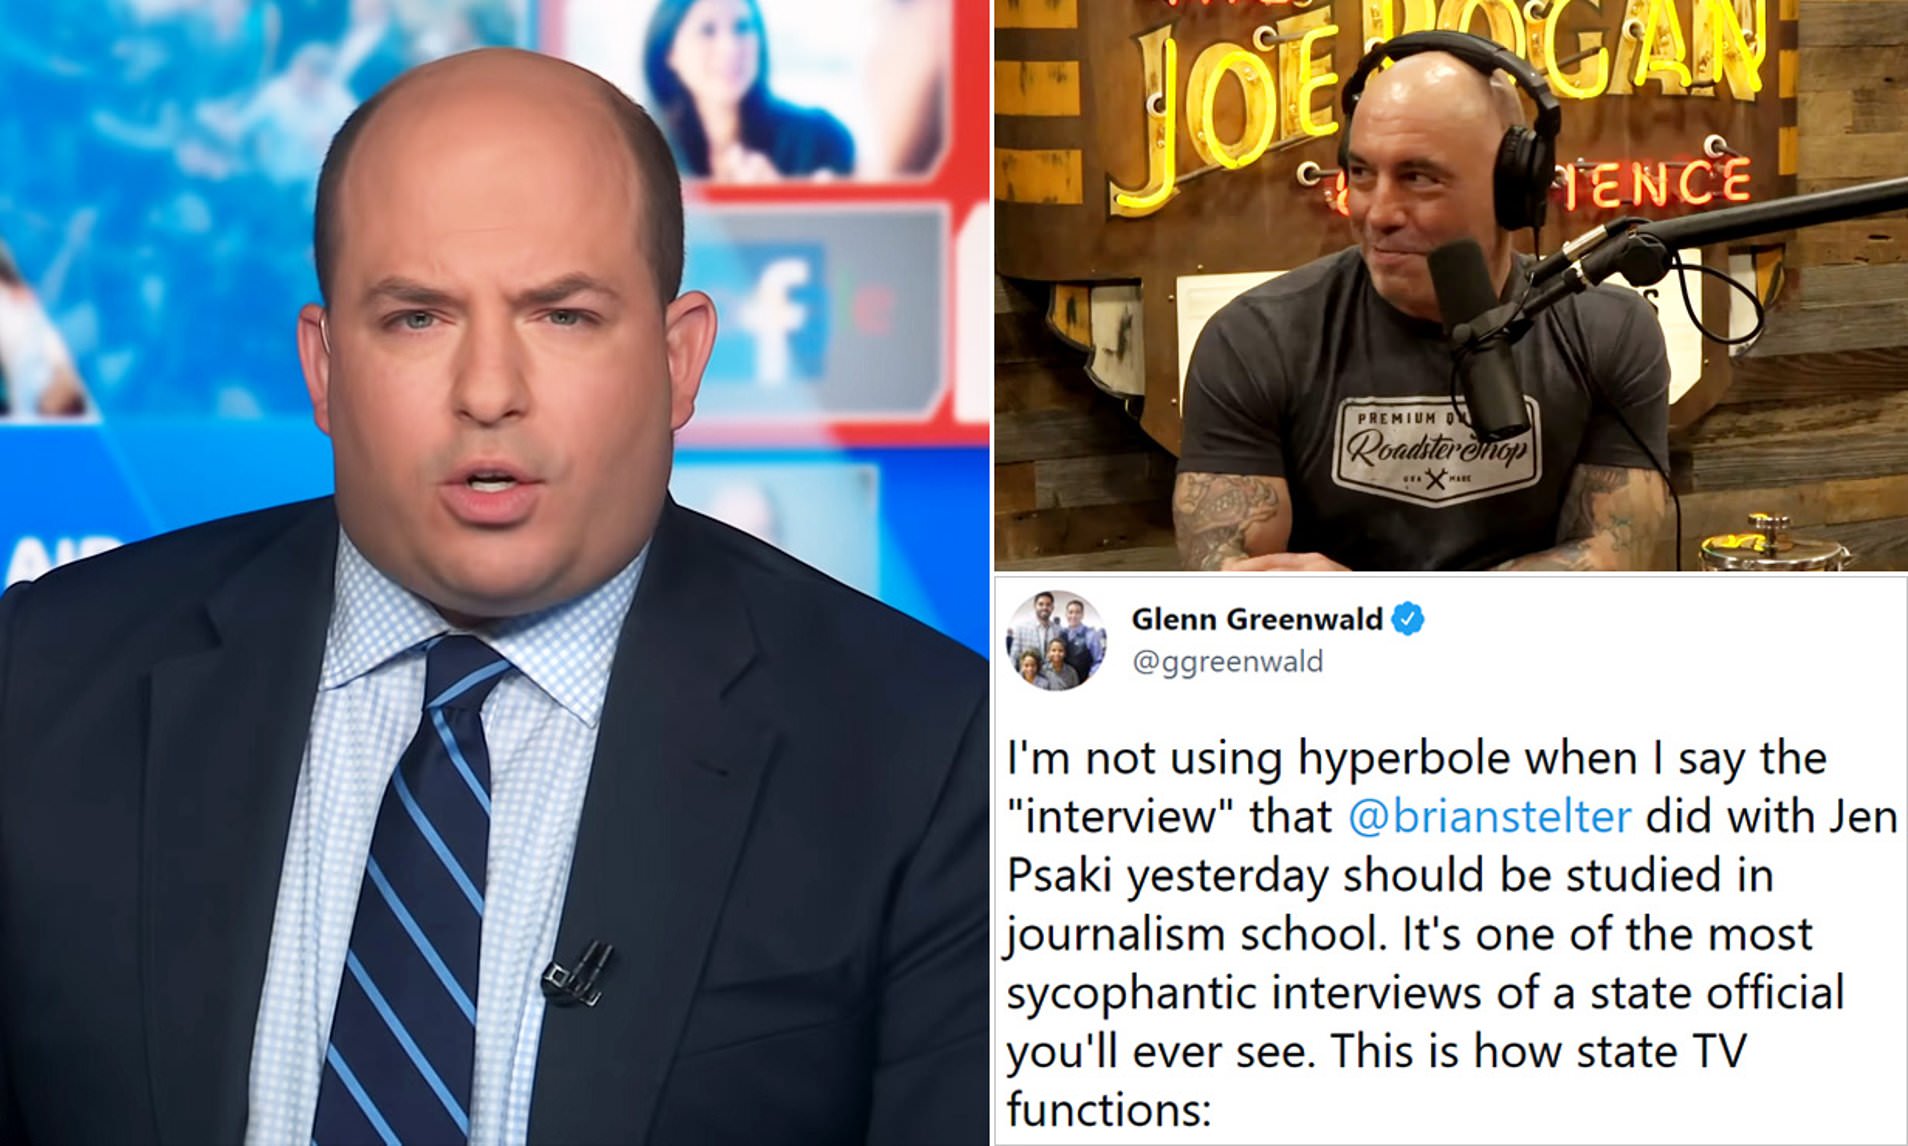 JOE ROGAN
IENCE
PREMIUM
RoadsterShop
USA MADE
f
AID
Glenn Greenwald
@ggreenwald
I'm not using hyperbole when I say the
"interview" that @brianstelter did with Jen
Psaki yesterday should be studied in
journalism school. It's one of the most
sycophantic interviews of a state official
you'll ever see. This is how state TV
functions: